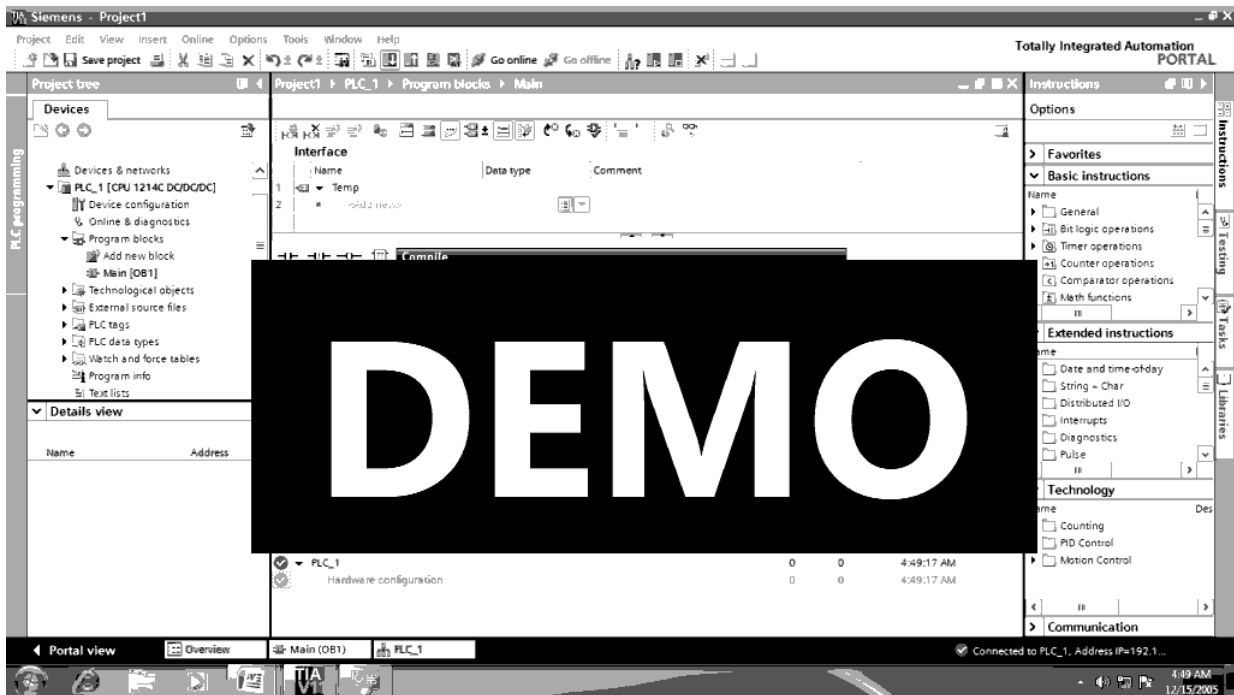 Siemens - Project1
Project Edit View Insert Online Options Tools Window Help
Totally Integrated Automation
PORTAL
Save project Go online Go offline
Project tree
Project1 PLC_1 Program blocks Main
Instructions
Devices
Options
PLC programming
Interface
Name Data type Comment
1 Temp
2 <Add new>
Devices & networks
PLC_1 [CPU 1214C DC/DC/DC]
Device configuration
Online & diagnostics
Program blocks
Add new block
Main [OB1]
Technological objects
External source files
PLC tags
PLC data types
Watch and force tables
Program info
Text lists
Details view
Name Address
Compile
DEMO
PLC_1 0 0 4:49:17 AM
Hardware configuration 0 0 4:49:17 AM
Favorites
Basic instructions
Name
General
Bit logic operations
Timer operations
Counter operations
Comparator operations
Math functions
Extended instructions
Date and time-of-day
String + Char
Distributed I/O
Interrupts
Diagnostics
Pulse
Technology
Des
Counting
PID Control
Motion Control
Communication
Instructions
Testing
Tasks
Libraries
Portal view Overview Main (OB1) PLC_1 Connected to PLC_1, Address IP=192.1...
TIA
V11
4:49 AM
12/15/2005